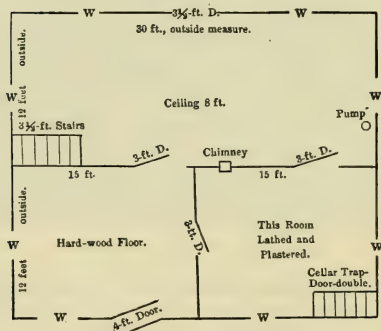 W 3½-ft. D. W
30 ft., outside measure.
outside.
W
12 feet
Ceiling 8 ft.
W
Pump
3½-ft. Stairs
3-ft. D.
Chimney
3-ft. D.
15 ft.
15 ft.
outside.
W
12 feet
Hard-wood Floor.
3-ft. D.
This Room
Lathed and
Plastered.
W
Cellar Trap-
Door-double.
W
4-ft. Door.
W